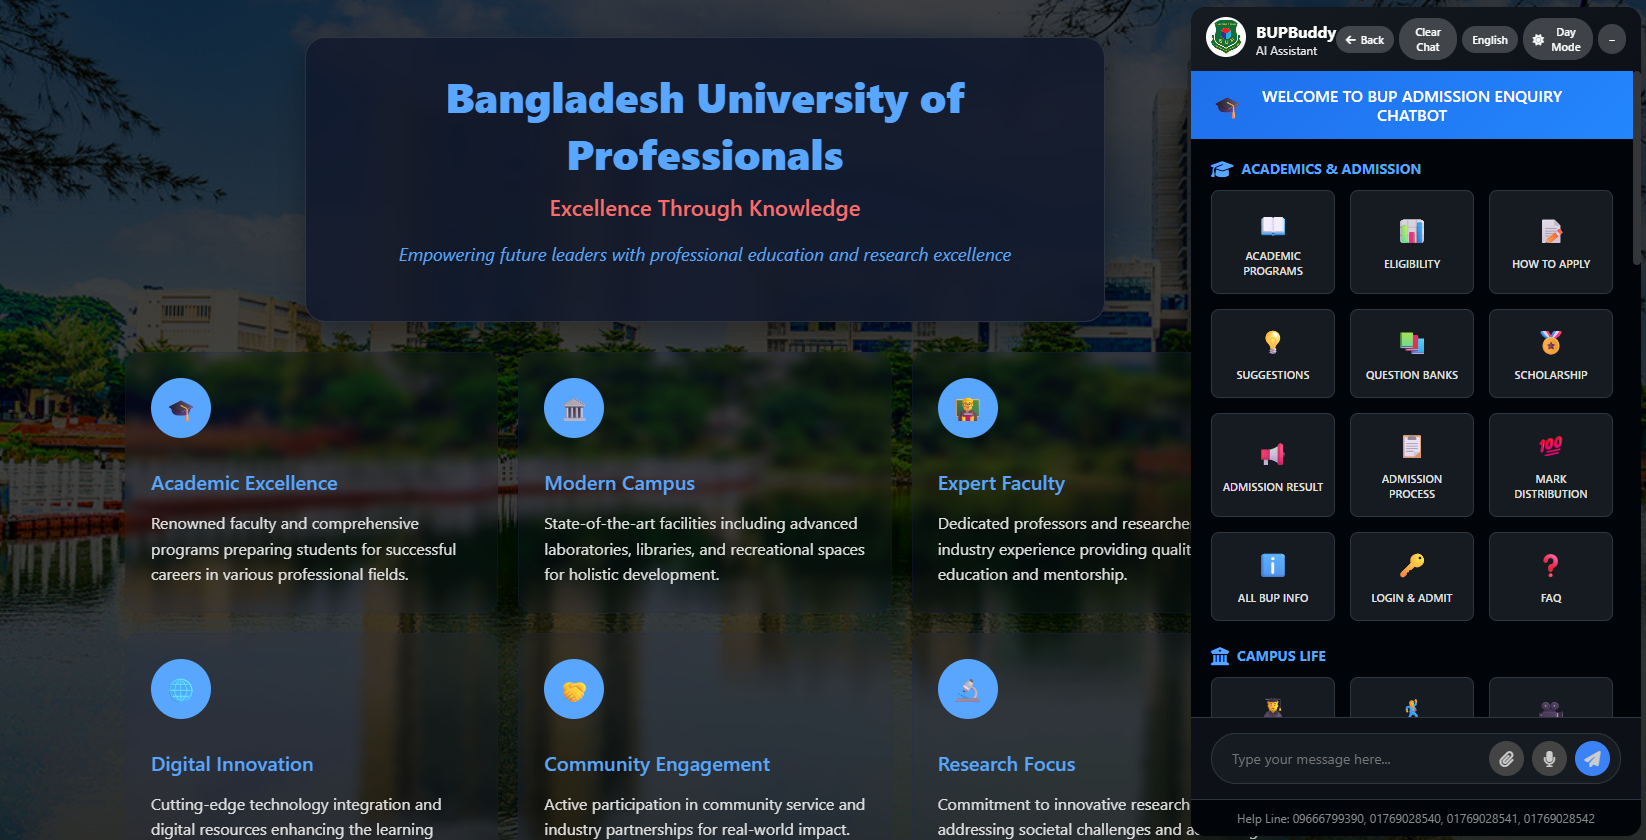 Bangladesh University of
Professionals
Excellence Through Knowledge
Empowering future leaders with professional education and research excellence
Academic Excellence
Renowned faculty and comprehensive
programs preparing students for successful
careers in various professional fields.
Modern Campus
State-of-the-art facilities including advanced
laboratories, libraries, and recreational spaces
for holistic development.
Expert Faculty
Dedicated professors and researche
industry experience providing qualit
education and mentorship.
Digital Innovation
Cutting-edge technology integration and
digital resources enhancing the learning
Community Engagement
Active participation in community service and
industry partnerships for real-world impact.
Research Focus
Commitment to innovative research
addressing societal challenges and
BUPBuddy
AI Assistant
Back
Clear
Chat
English
Day
Mode
–
WELCOME TO BUP ADMISSION ENQUIRY
CHATBOT
ACADEMICS & ADMISSION
ACADEMIC
PROGRAMS
ELIGIBILITY
HOW TO APPLY
SUGGESTIONS
QUESTION BANKS
SCHOLARSHIP
ADMISSION RESULT
ADMISSION
PROCESS
MARK
DISTRIBUTION
ALL BUP INFO
LOGIN & ADMIT
FAQ
CAMPUS LIFE
Type your message here...
Help Line: 09666799390, 01769028540, 01769028541, 01769028542